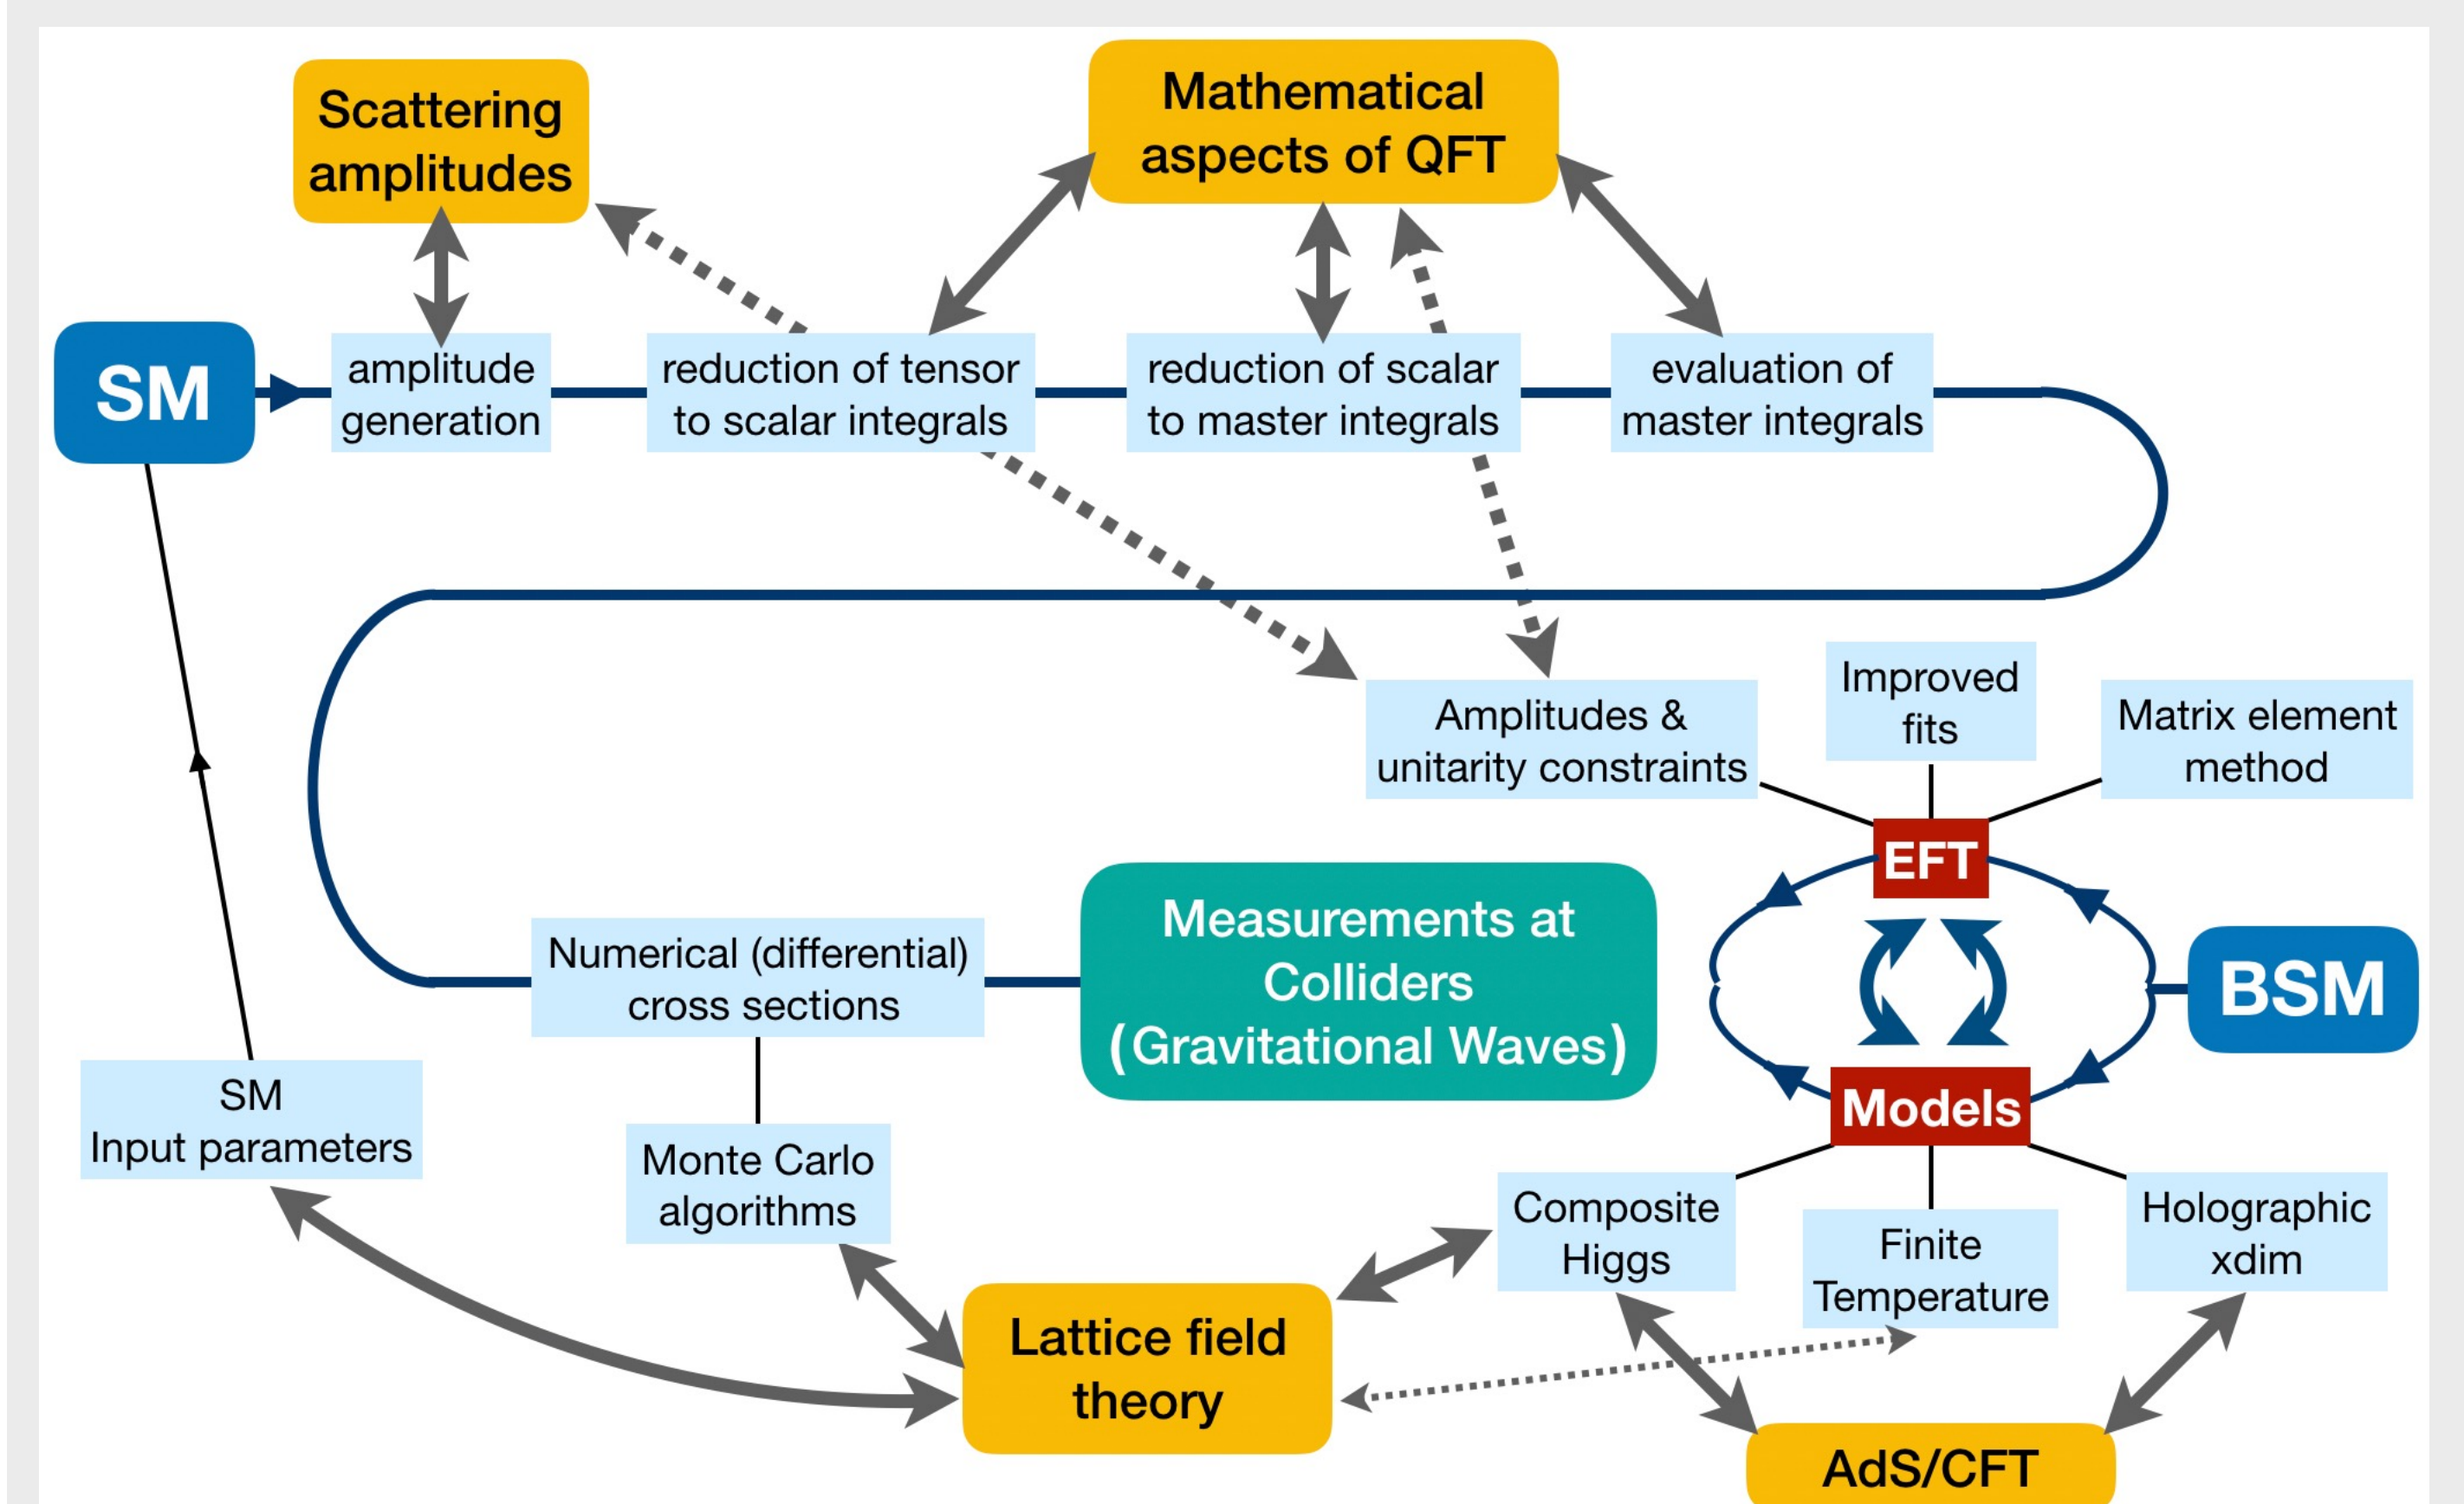 Scattering
amplitudes
Mathematical
aspects of QFT
SM
amplitude
generation
reduction of tensor
to scalar integrals
reduction of scalar
to master integrals
evaluation of
master integrals
Amplitudes &
unitarity constraints
Improved
fits
Matrix element
method
EFT
Measurements at
Colliders
(Gravitational Waves)
Numerical (differential)
cross sections
BSM
Models
SM
Input parameters
Monte Carlo
algorithms
Composite
Higgs
Finite
Temperature
Holographic
xdim
Lattice field
theory
AdS/CFT